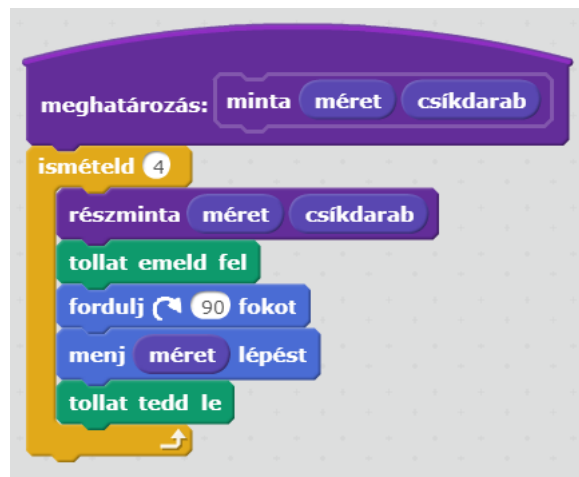 meghatározás: minta méret csíkdarab
ismételd 4
részminta méret csíkdarab
tollat emeld fel
fordulj 90 fokot
menj méret lépést
tollat tedd le